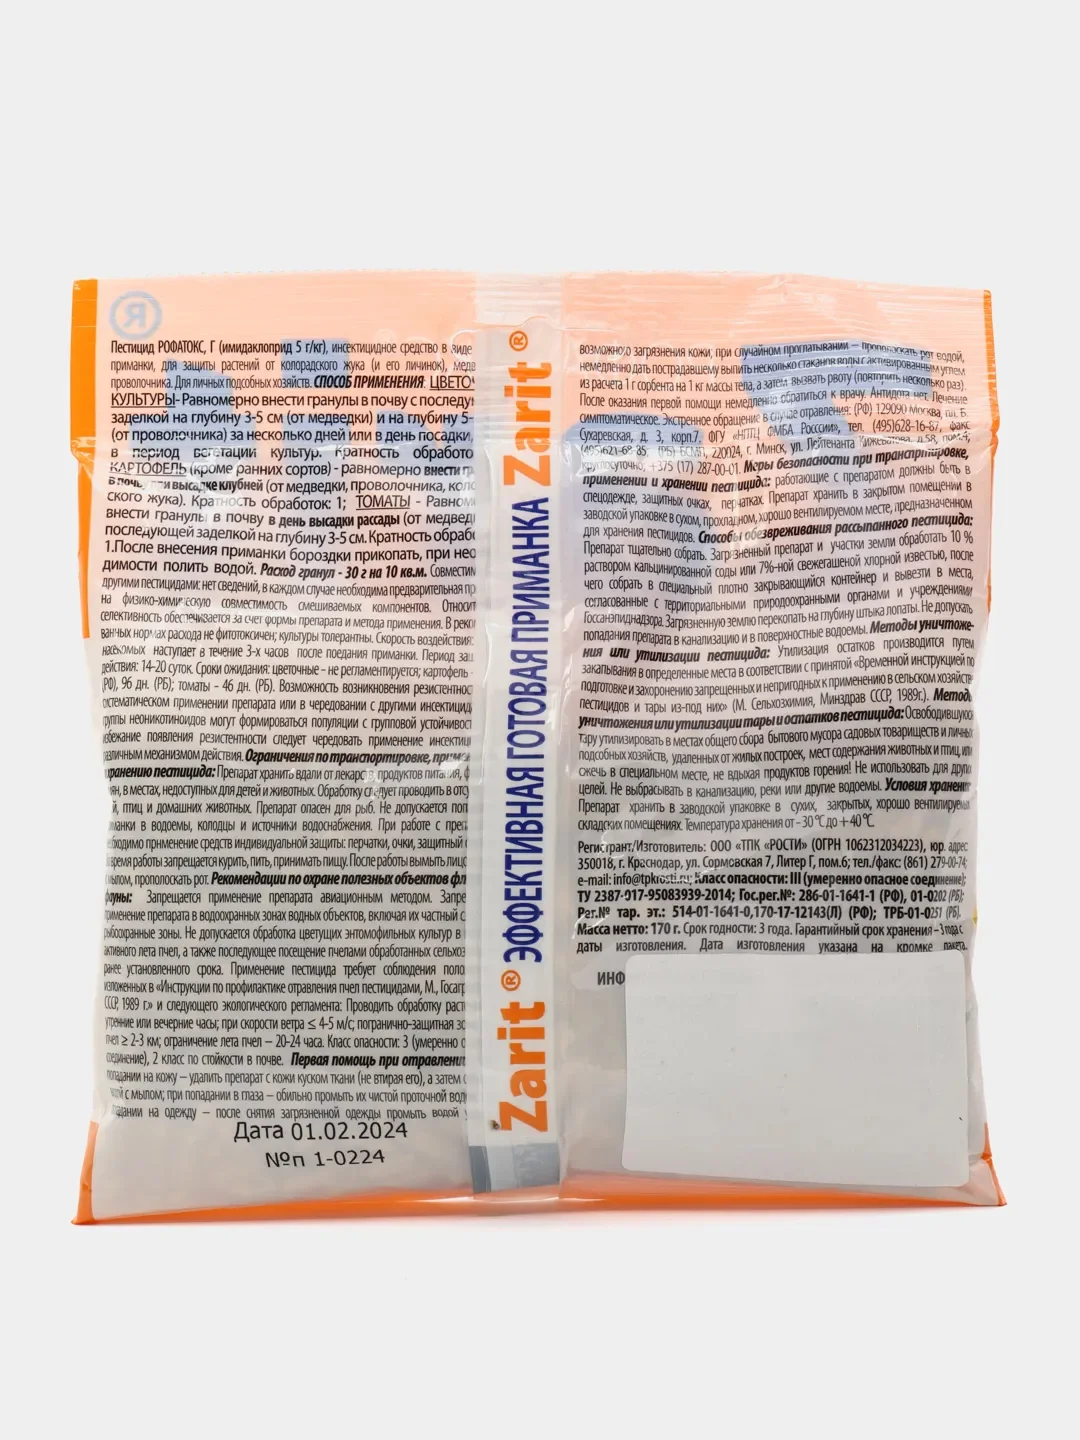 ®
Пестицид РОФАТОКС, Г (имидаклоприд 5 г/кг), инсектицидное средство в виде
приманки, для защиты растений от колорадского жука (и его личинок), медв
проволочника. Для личных подсобных хозяйств. СПОСОБ ПРИМЕНЕНИЯ: ЦВЕТОЧ
КУЛЬТУРЫ- Равномерно внести гранулы в почву с последу
заделкой на глубину 3-5 см (от медведки) и на глубину 5-
(от проволочника) за несколько дней или в день посадки,
в период вегетации культур. Кратность обработо
КАРТОФЕЛЬ (кроме ранних сортов) - равномерно внести гр
в почву при высадке клубней (от медведки, проволочника, коло
ского жука). Кратность обработок: 1; ТОМАТЫ - Равном
внести гранулы в почву в день высадки рассады (от медвед
последующей заделкой на глубину 3-5 см. Кратность обрабо
1.После внесения приманки бороздки прикопать, при нео
димости полить водой. Расход гранул - 30 г на 10 кв.м. Совместим
другими пестицидами: нет сведений, в каждом случае необходима предварительная пр
на физико-химическую совместимость смешиваемых компонентов. Относит
селективность обеспечивается за счет формы препарата и метода применения. В реко
ванных нормах расхода не фитотоксичен; культуры толерантны. Скорость воздействия:
насекомых наступает в течение 3-х часов после поедания приманки. Период защ
действия: 14-20 суток. Сроки ожидания: цветочные - не регламентируется; картофель -
(РФ), 96 дн. (РБ); томаты - 46 дн. (РБ). Возможность возникновения резистентнос
систематическом применении препарата или в чередовании с другими инсектицид
группы неоникотиноидов могут формироваться популяции с групповой устойчивост
избежание появления резистентности следует чередовать применение инсектиц
различным механизмом действия. Ограничения по транспортировке, приме
хранению пестицида: Препарат хранить вдали от лекарств, продуктов питания, ф
ян, в местах, недоступных для детей и животных. Обработку следует проводить в отсу
й, птиц и домашних животных. Препарат опасен для рыб. Не допускается поп
манки в водоемы, колодцы и источники водоснабжения. При работе с преп
обходимо применение средств индивидуальной защиты: перчатки, очки, защитный
время работы запрещается курить, пить, принимать пищу. После работы вымыть лицо
мылом, прополоскать рот. Рекомендации по охране полезных объектов фл
фауны: Запрещается применение препарата авиационным методом. Запре
применение препарата в водоохранных зонах водных объектов, включая их частный с
рыбоохранные зоны. Не допускается обработка цветущих энтомофильных культур в
активного лета пчел, а также последующее посещение пчелами обработанных сельхоз
ранее установленного срока. Применение пестицида требует соблюдения поло
изложенных в «Инструкции по профилактике отравления пчел пестицидами, М., Госагр
СССР, 1989 г.» и следующего экологического регламента: Проводить обработку раст
утренние или вечерние часы; при скорости ветра ≤ 4-5 м/с; погранично-защитная зо
пчел ≥ 2-3 км; ограничение лета пчел – 20-24 часа. Класс опасности: 3 (умеренно о
соединение), 2 класс по стойкости в почве. Первая помощь при отравлении
попадании на кожу – удалить препарат с кожи куском ткани (не втирая его), а затем с
дой с мылом; при попадании в глаза – обильно промыть их чистой проточной вод
падании на одежду – после снятия загрязненной одежды промыть водой у
Дата 01.02.2024
№п 1-0224
Zarit® ЭФФЕКТИВНАЯ ГОТОВАЯ ПРИМАНКА Zarit®
возможного загрязнения кожи; при случайном проглатывании – прополоскать рот водой,
немедленно дать пострадавшему выпить несколько стаканов воды с активированным углем
из расчета 1 г сорбента на 1 кг массы тела, а затем вызвать рвоту (повторить несколько раз).
После оказания первой помощи немедленно обратиться к врачу. Антидота нет. Лечение
симптоматическое. Экстренное обращение в случае отравления: (РФ) 129090 Москва, пл. Б.
Сухаревская, д. 3, корп.7. ФГУ «НПТЦ ФМБА России», тел. (495)628-16-87, факс
(495)621-68-85; (РБ) БСМП, 220024, г. Минск, ул. Лейтенанта Кижеватова, д.58, пом.4;
круглосуточно, +375 (17) 287-00-01. Меры безопасности при транспортировке,
применении и хранении пестицида: работающие с препаратом должны быть в
спецодежде, защитных очках, перчатках. Препарат хранить в закрытом помещении в
заводской упаковке в сухом, прохладном, хорошо вентилируемом месте, предназначенном
для хранения пестицидов. Способы обезвреживания рассыпанного пестицида:
Препарат тщательно собрать. Загрязненный препарат и участки земли обработать 10 %
раствором кальцинированной соды или 7%-ной свежегашеной хлорной известью, после
чего собрать в специальный плотно закрывающийся контейнер и вывезти в места,
согласованные с территориальными природоохранными органами и учреждениями
Госсанэпиднадзора. Загрязненную землю перекопать на глубину штыка лопаты. Не допускать
попадания препарата в канализацию и в поверхностные водоемы. Методы уничтоже-
ния или утилизации пестицида: Утилизация остатков производится путем
закапывания в определенные места в соответствии с принятой «Временной инструкцией по
подготовке и захоронению запрещенных и непригодных к применению в сельском хозяйстве
пестицидов и тары из-под них» (М. Сельхозхимия, Минздрав СССР, 1989г.). Методы
уничтожения или утилизации тары и остатков пестицида: Освободившуюс
тару утилизировать в местах общего сбора бытового мусора садовых товариществ и личных
подсобных хозяйств, удаленных от жилых построек, мест содержания животных и птиц, или
сжечь в специальном месте, не вдыхая продуктов горения! Не использовать для других
целей. Не выбрасывать в канализацию, реки или другие водоемы. Условия хранения
Препарат хранить в заводской упаковке в сухих, закрытых, хорошо вентилируемых
складских помещениях. Температура хранения от -30 °С до +40 °С.
Регистрант/Изготовитель: ООО «ТПК «РОСТИ» (ОГРН 1062312034223), юр. адрес:
350018, г. Краснодар, ул. Сормовская 7, Литер Г, пом.6; тел./факс: (861) 279-00-74;
e-mail: info@tpkrosti.ru; Класс опасности: III (умеренно опасное соединение);
ТУ 2387-017-95083939-2014; Гос.рег.№: 286-01-1641-1 (РФ), 01-0202 (РБ);
Рег.№ тар. эт.: 514-01-1641-0,170-17-12143(Л) (РФ); ТРБ-01-0251 (РБ).
Масса нетто: 170 г. Срок годности: 3 года. Гарантийный срок хранения – 3 года с
даты изготовления. Дата изготовления указана на кромке пакета.
ИНФ